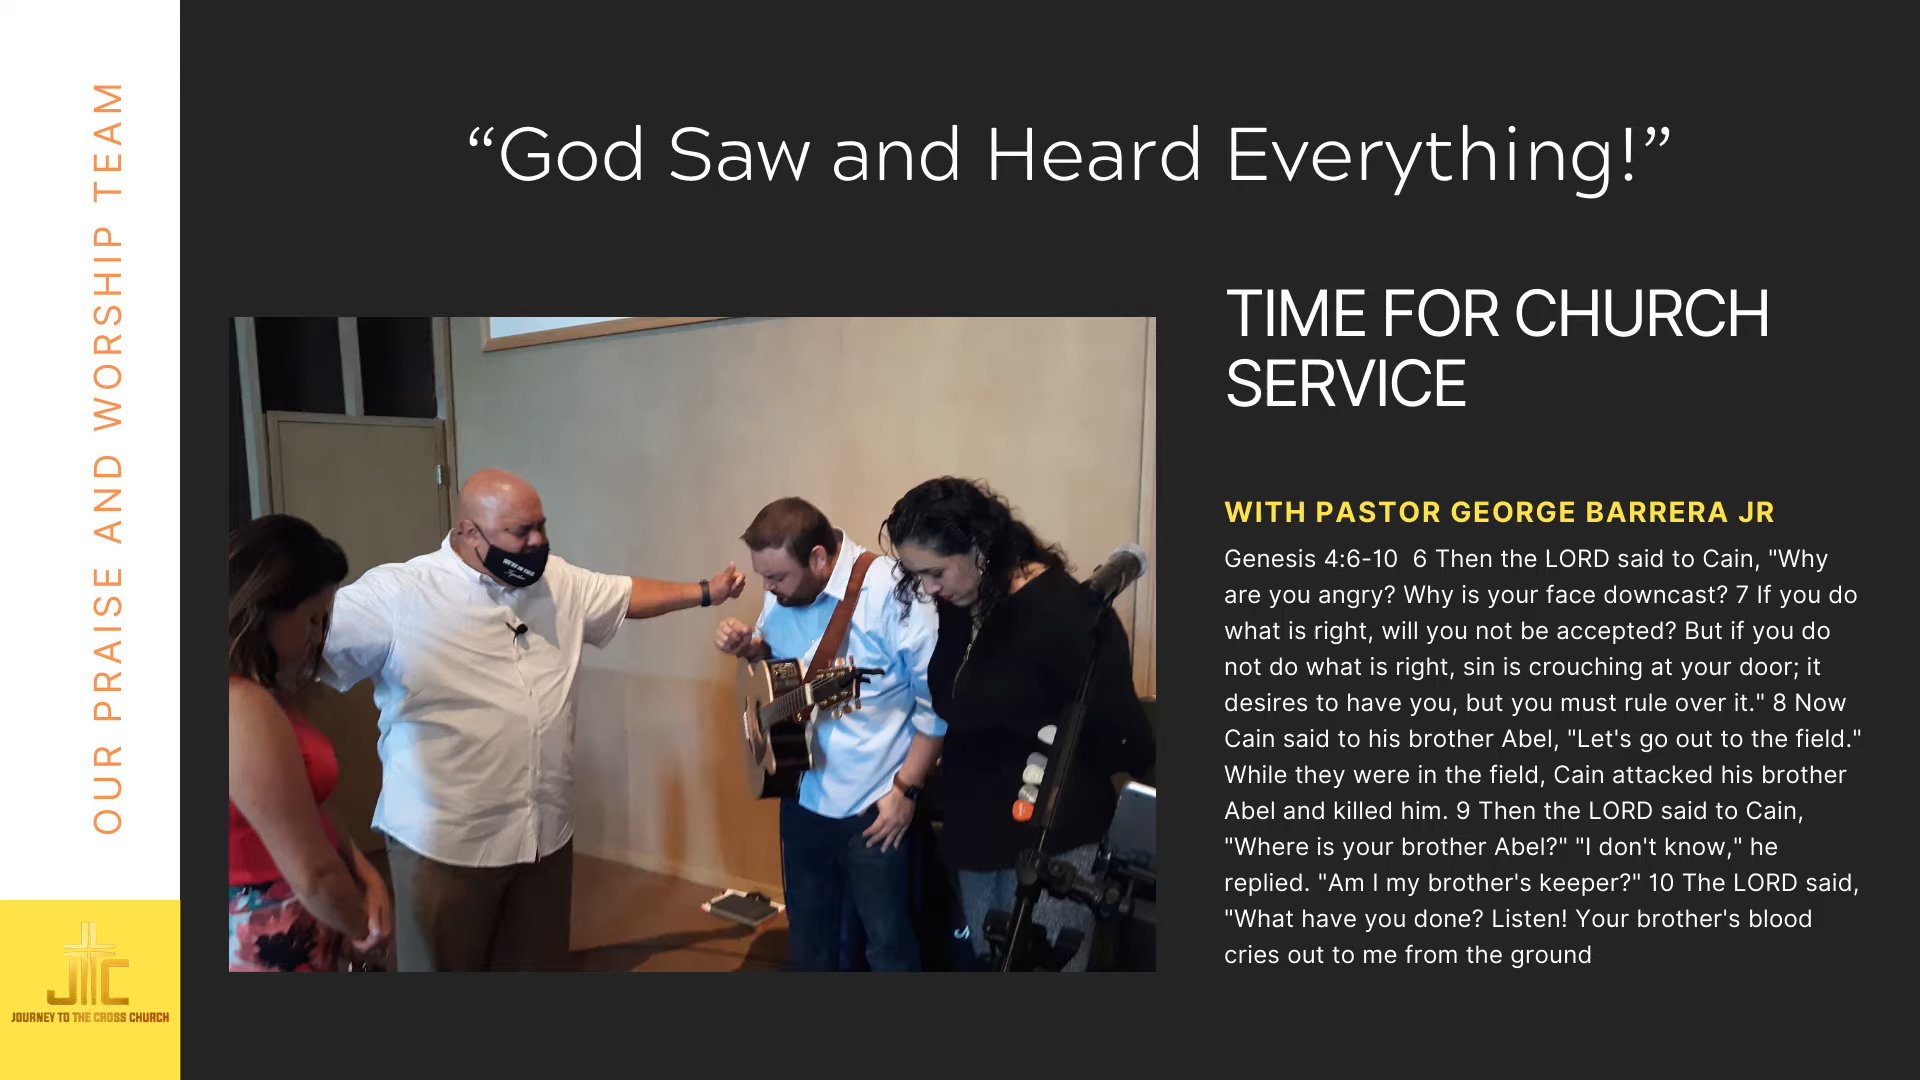 OUR PRAISE AND WORSHIP TEAM
“God Saw and Heard Everything!”
TIME FOR CHURCH
SERVICE
WITH PASTOR GEORGE BARRERA JR
Genesis 4:6-10  6 Then the LORD said to Cain, "Why
are you angry? Why is your face downcast? 7 If you do
what is right, will you not be accepted? But if you do
not do what is right, sin is crouching at your door; it
desires to have you, but you must rule over it." 8 Now
Cain said to his brother Abel, "Let's go out to the field."
While they were in the field, Cain attacked his brother
Abel and killed him. 9 Then the LORD said to Cain,
"Where is your brother Abel?" "I don't know," he
replied. "Am I my brother's keeper?" 10 The LORD said,
"What have you done? Listen! Your brother's blood
cries out to me from the ground
JTTC
JOURNEY TO THE CROSS CHURCH
Together